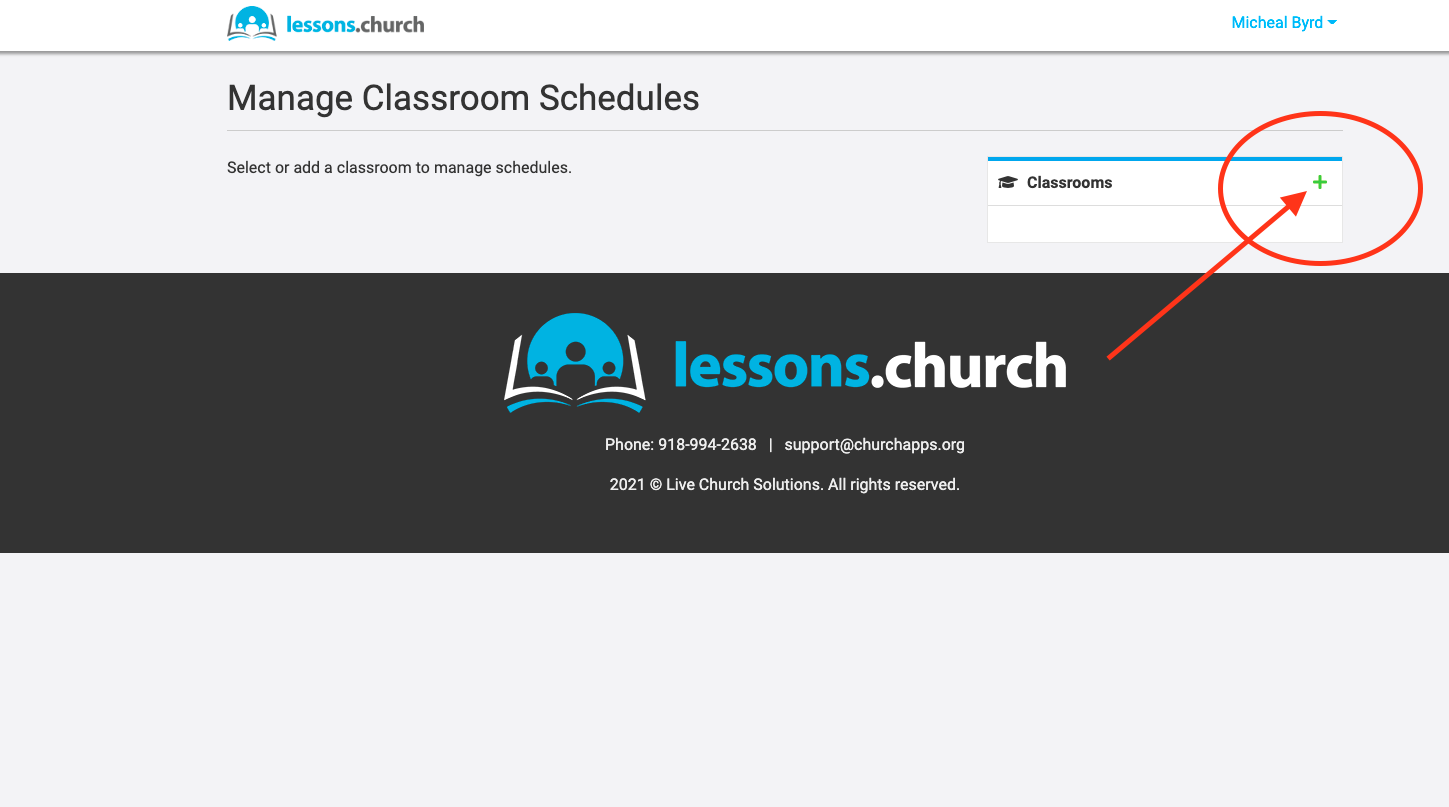 lessons.church
Micheal Byrd
Manage Classroom Schedules
Select or add a classroom to manage schedules.
Classrooms
lessons.church
Phone: 918-994-2638 | support@churchapps.org
2021 © Live Church Solutions. All rights reserved.